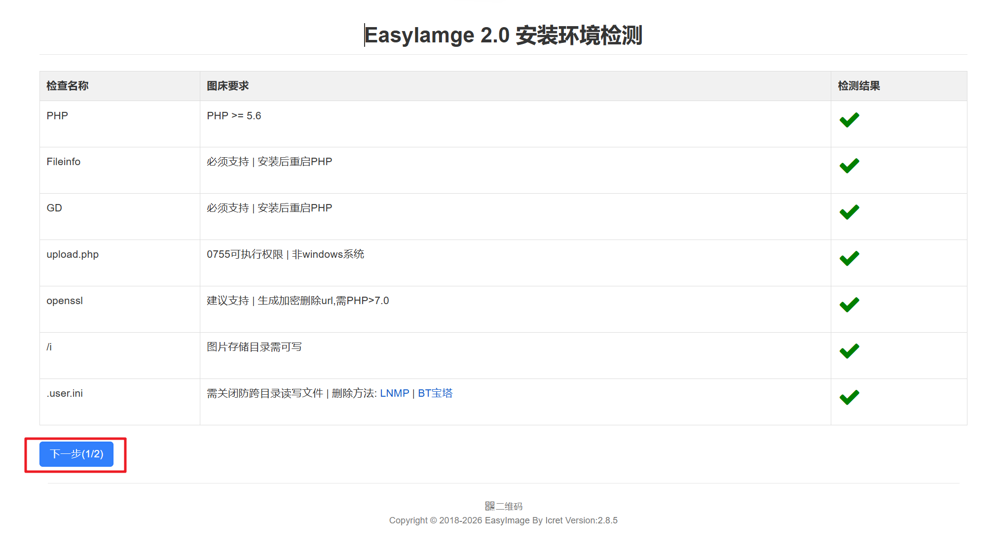 EasyIamge 2.0 安装环境检测
检查名称 图床要求 检测结果
PHP PHP >= 5.6
Fileinfo 必须支持 | 安装后重启PHP
GD 必须支持 | 安装后重启PHP
upload.php 0755可执行权限 | 非windows系统
openssl 建议支持 | 生成加密删除url,需PHP>7.0
/i 图片存储目录需可写
.user.ini 需关闭防跨目录读写文件 | 删除方法: LNMP | BT宝塔
下一步(1/2)
二维码
Copyright © 2018-2026 EasyImage By Icret Version:2.8.5